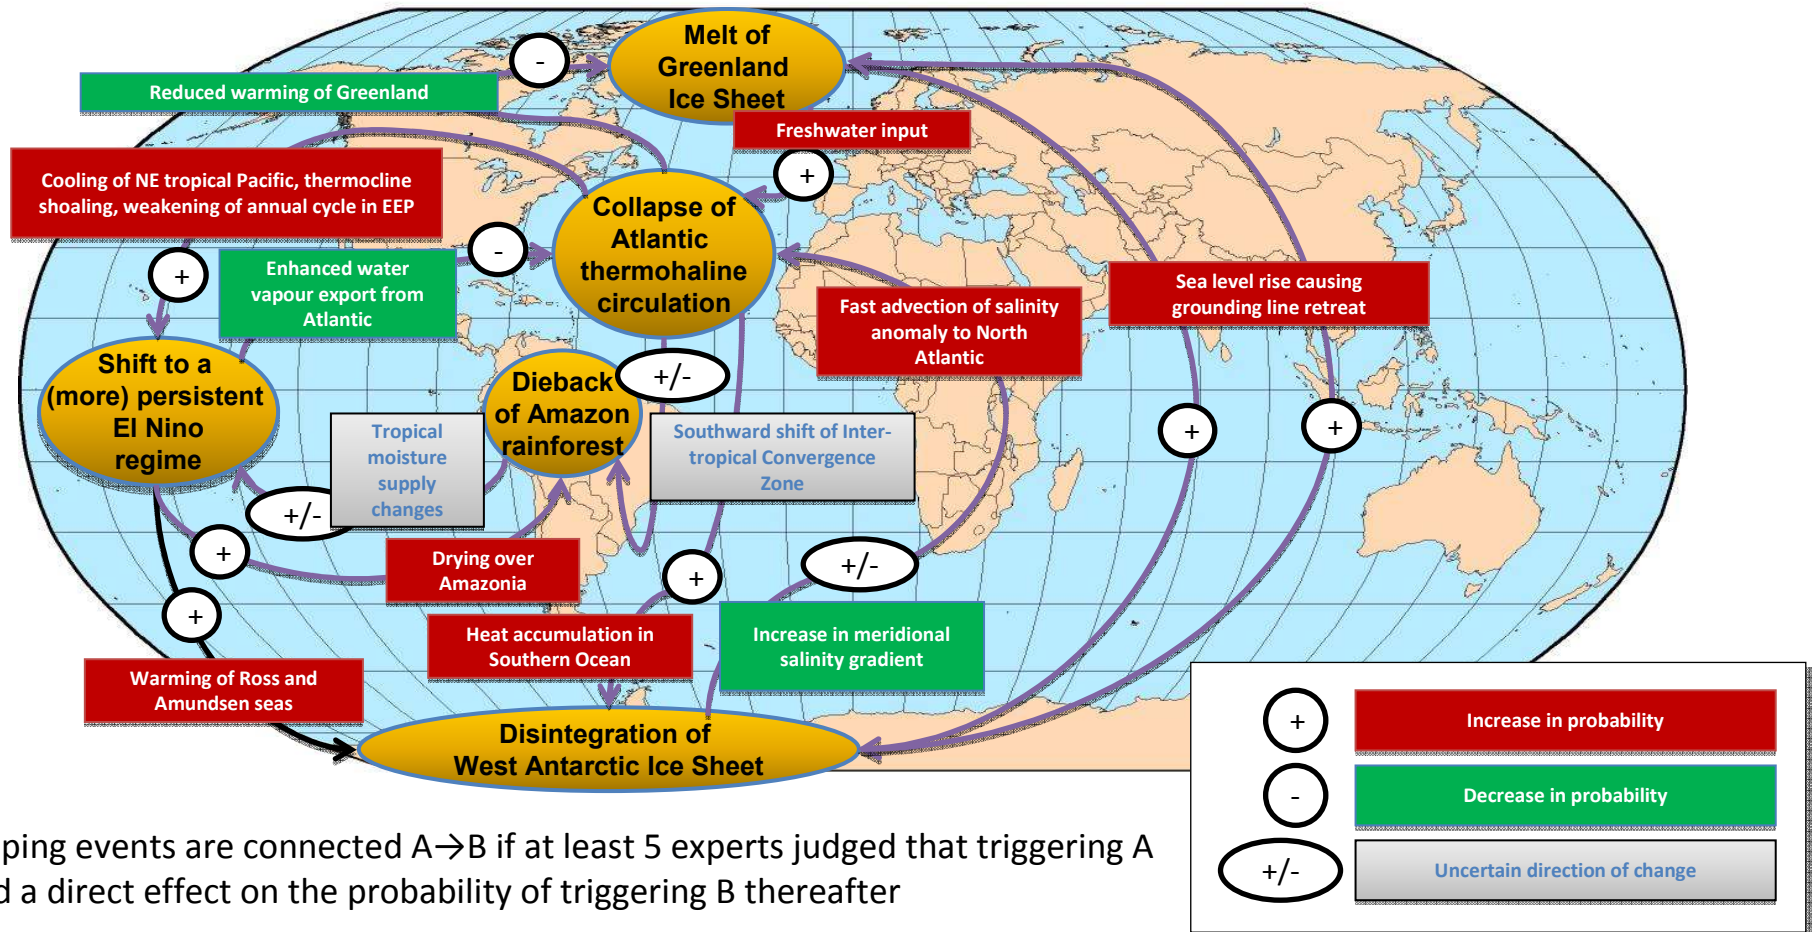 Melt of
Greenland
Ice Sheet
-
Reduced warming of Greenland
Freshwater input
+
Cooling of NE tropical Pacific, thermocline
shoaling, weakening of annual cycle in EEP
Collapse of
Atlantic
thermohaline
circulation
-
+
Enhanced water
vapour export from
Atlantic
Sea level rise causing
grounding line retreat
Fast advection of salinity
anomaly to North
Atlantic
Shift to a
(more) persistent
El Nino
regime
Dieback
of Amazon
rainforest
+/-
Tropical
moisture
supply
changes
Southward shift of Inter-
tropical Convergence
Zone
+
+
+/-
+
Drying over
Amazonia
+
+/-
+
Heat accumulation in
Southern Ocean
Increase in meridional
salinity gradient
Warming of Ross and
Amundsen seas
Disintegration of
West Antarctic Ice Sheet
+
Increase in probability
-
Decrease in probability
+/-
Uncertain direction of change
ping events are connected A→B if at least 5 experts judged that triggering A
d a direct effect on the probability of triggering B thereafter